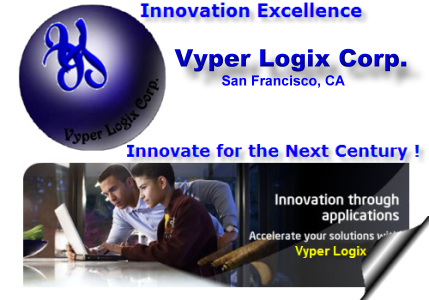 Innovation Excellence
Vyper Logix Corp.
San Francisco, CA
Vyper Logix Corp.
Innovate for the Next Century !
Innovation through
applications
Accelerate your solutions with
Vyper Logix